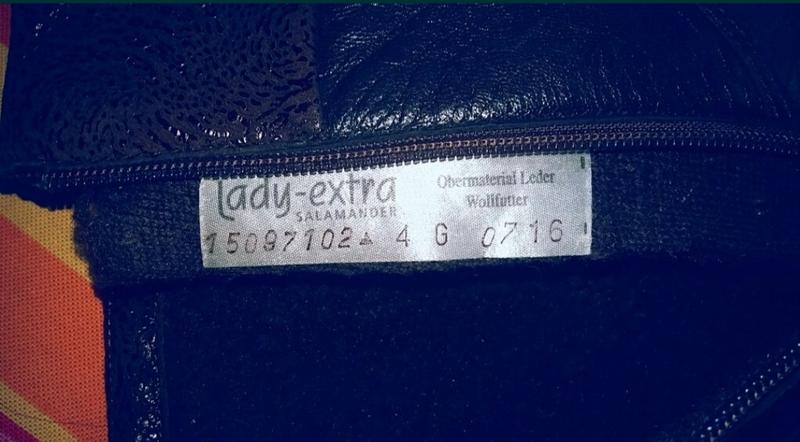 lady-extra
SALAMANDER
Obermaterial Leder
Wollfutter
15097102 4 G 0716